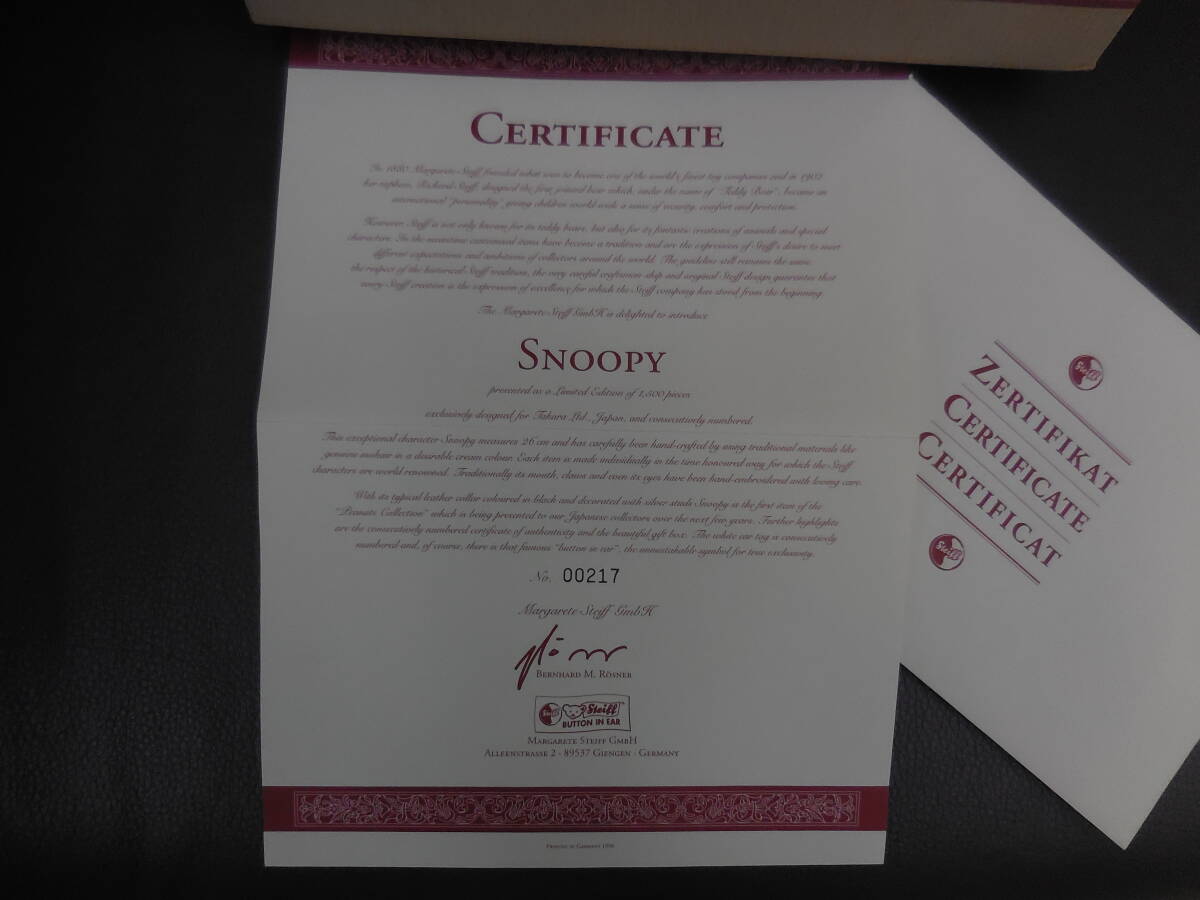 CERTIFICATE
In 1880 Margarete Steiff founded what was to become one of the world's finest toy companies and in 1902
her nephew, Richard Steiff, designed the first jointed bear which, under the name of "Teddy Bear", became an
international "personality" giving children world wide a sense of security, comfort and protection.
However Steiff is not only known for its teddy bears, but also for its fantastic creations of animals and special
characters. In the meantime customised items have become a tradition and are the expression of Steiff's desire to meet
different expectations and ambitions of collectors around the world. The guideline still remains the same:
the respect of the historical Steiff tradition, the very careful craftsmen ship and original Steiff design guarantee that
every Steiff creation is the expression of excellence for which the Steiff company has stood from the beginning.
The Margarete Steiff GmbH is delighted to introduce
SNOOPY
presented as a Limited Edition of 1,500 pieces
exclusively designed for Takara Ltd., Japan, and consecutively numbered.
This exceptional character Snoopy measures 26 cm and has carefully been hand-crafted by using traditional materials like
genuine mohair in a desirable cream colour. Each item is made individually in the time honoured way for which the Steiff
characters are world renowned. Traditionally its mouth, claws and even its eyes have been hand-embroidered with loving care.
With its typical leather collar coloured in black and decorated with silver studs Snoopy is the first item of the
"Peanuts Collection" which is being presented to our Japanese collectors over the next few years. Further highlights
are the consecutively numbered certificate of authenticity and the beautiful gift box. The white ear tag is consecutively
numbered and, of course, there is that famous "button in ear", the unmistakable symbol for true exclusivity.
No. 00217
Margarete Steiff GmbH
BERNHARD M. RÖSNER
Steiff Steiff
BUTTON IN EAR
MARGARETE STEIFF GMBH
ALLEENSTRASSE 2 · 89537 GIENGEN · GERMANY
PRINTED IN GERMANY 1998
Steiff
ZERTIFIKAT
CERTIFICATE
CERTIFICAT
Steiff